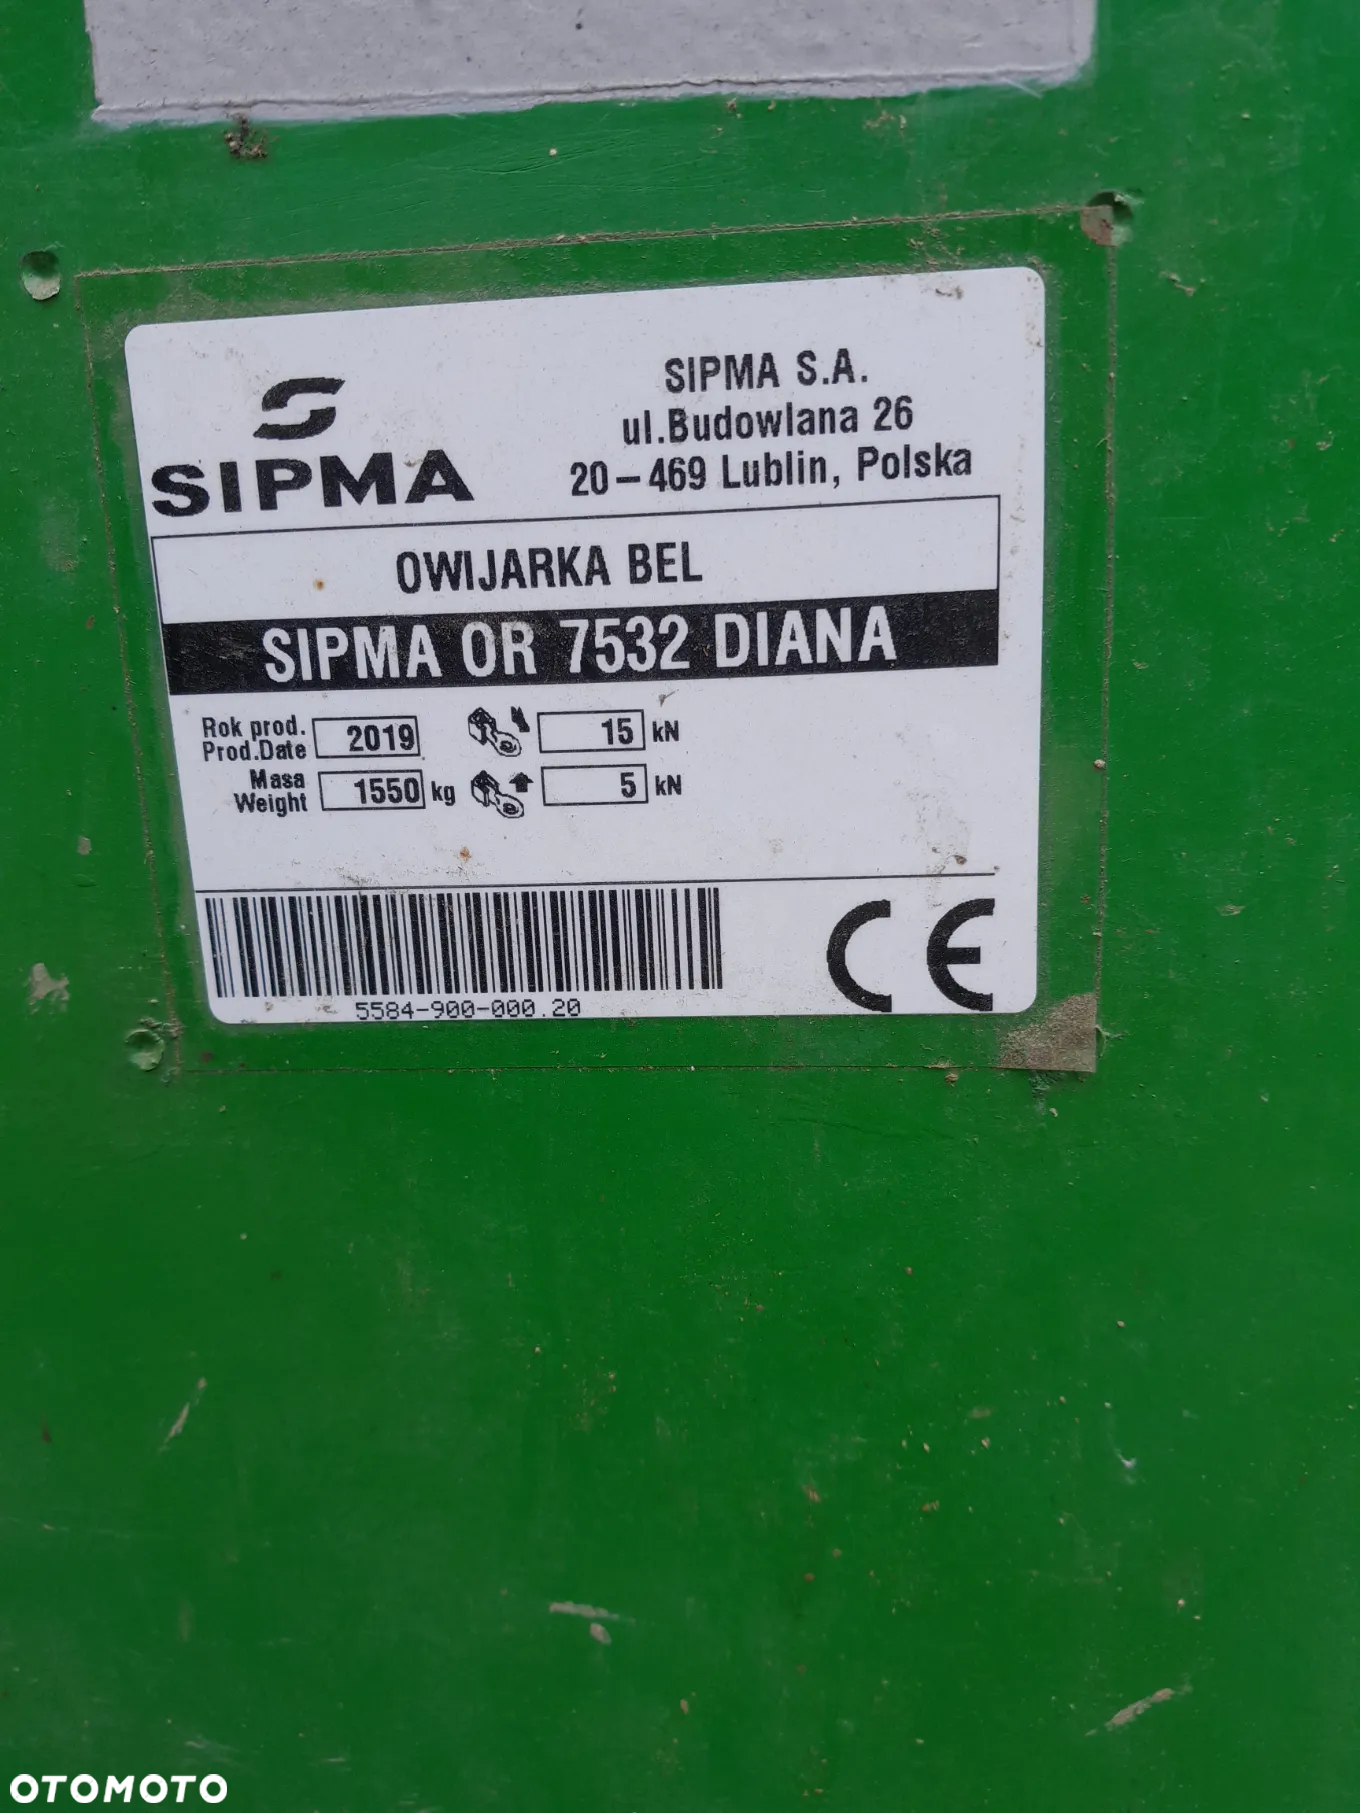 SIPMA
SIPMA S.A.
ul.Budowlana 26
20-469 Lublin, Polska
OWIJARKA BEL
SIPMA OR 7532 DIANA
Rok prod.
Prod.Date 2019
15 kN
Masa
Weight 1550 kg
5 kN
5584-900-000.20
CE
OTOMOTO